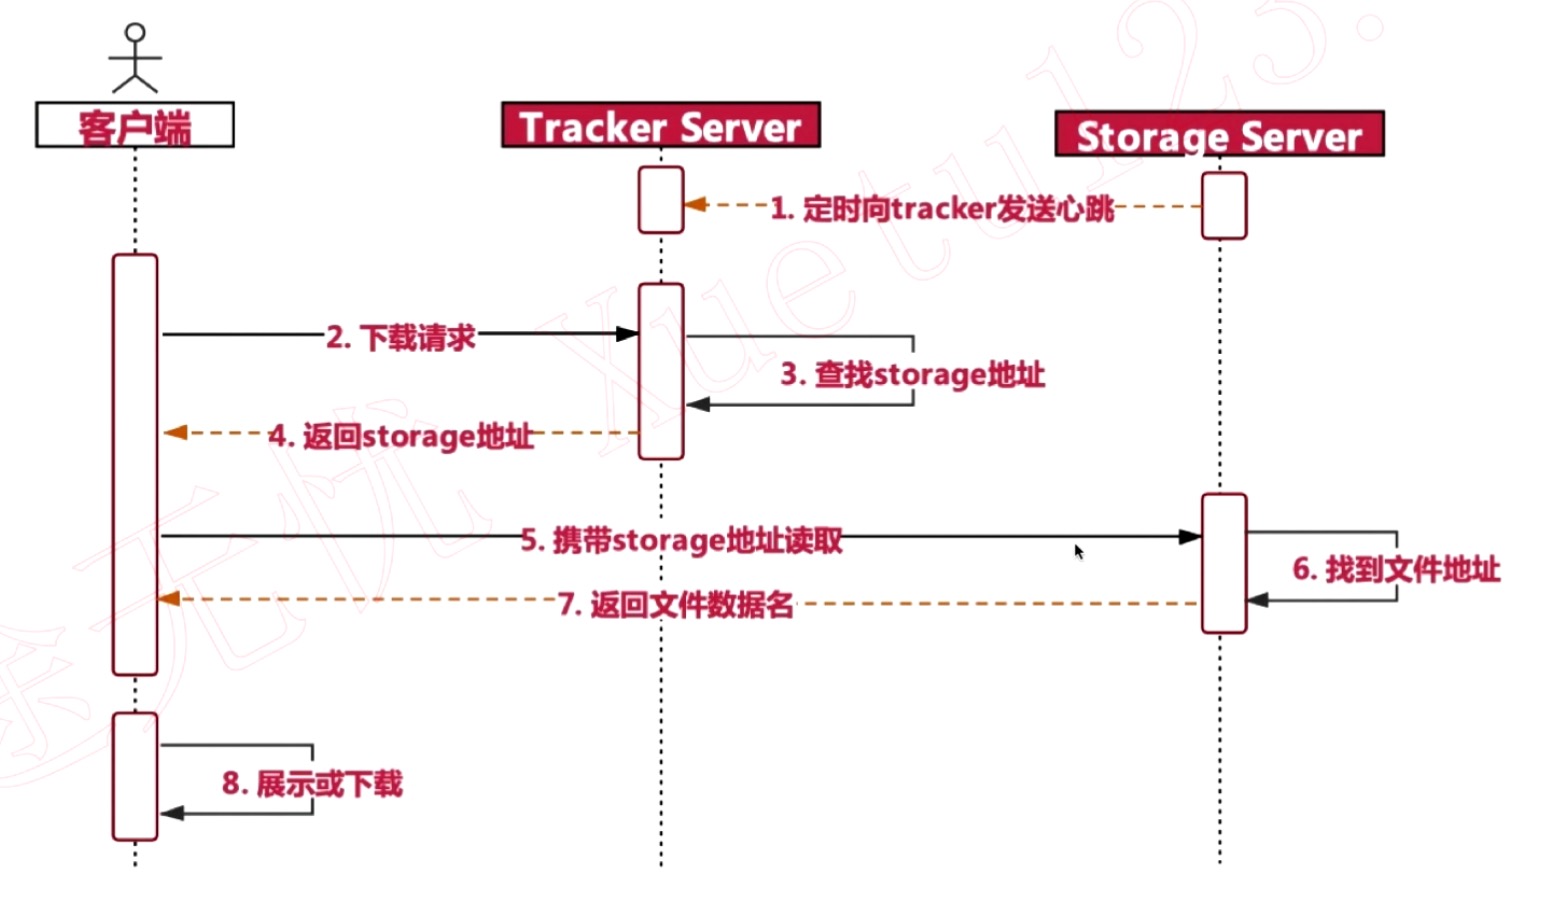 客户端
Tracker Server
Storage Server
1. 定时向tracker发送心跳
2. 下载请求
3. 查找storage地址
4. 返回storage地址
5. 携带storage地址读取
6. 找到文件地址
7. 返回文件数据名
8. 展示或下载
涂无忧 Xuetu123.